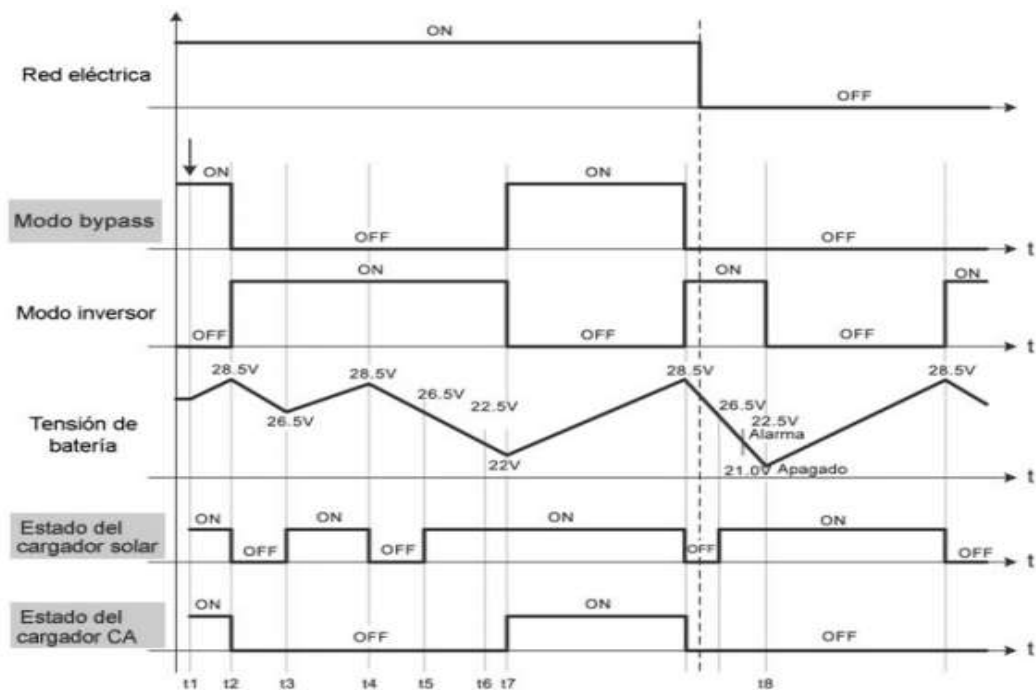 ON
Red eléctrica
OFF
ON
ON
Modo bypass
OFF
OFF
t
ON
ON
ON
Modo inversor
OFF
OFF
OFF
t
28.5V
28.5V
28.5V
28.5V
26.5V
22.5V
26.5V
22.5V
Tensión de
batería
26.5V
Alarma
22V
21.0V Apagado
t
ON
ON
ON
ON
Estado del
cargador solar
OFF
OFF
OFF
OFF
t
ON
ON
Estado del
cargador CA
OFF
OFF
t
t1 t2 t3 t4 t5 t6 t7 t8